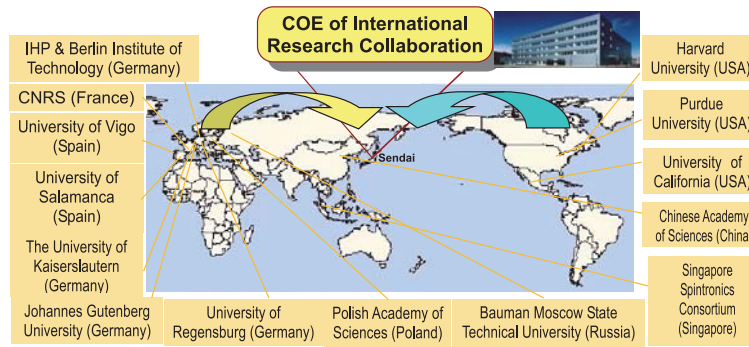 COE of International
Research Collaboration
IHP & Berlin Institute of
Technology (Germany)
CNRS (France)
University of Vigo
(Spain)
University of
Salamanca
(Spain)
The University of
Kaiserslautern
(Germany)
Johannes Gutenberg
University (Germany)
University of
Regensburg (Germany)
Polish Academy of
Sciences (Poland)
Bauman Moscow State
Technical University (Russia)
Harvard
University (USA)
Purdue
University (USA)
University of
California (USA)
Chinese Academy
of Sciences (China)
Singapore
Spintronics
Consortium
(Singapore)
Sendai